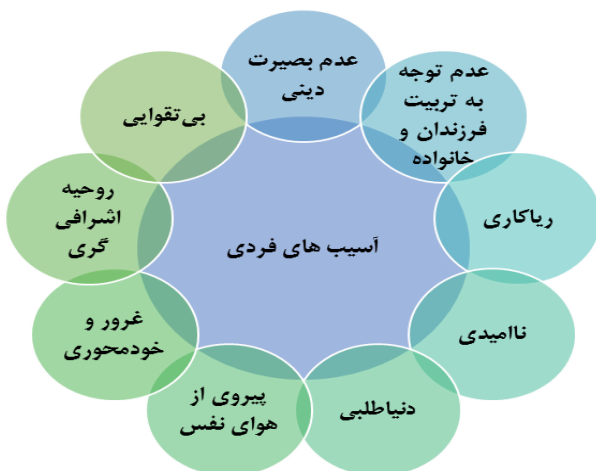 عدم بصیرت
دینی
عدم توجه
به تربیت
فرزندان و
خانواده
ریاکاری
ناامیدی
دنیاطلبی
پیروی از
هوای نفس
غرور و
خودمحوری
روحیه
اشرافی
گری
بی‌تقوایی
آسیب های فردی